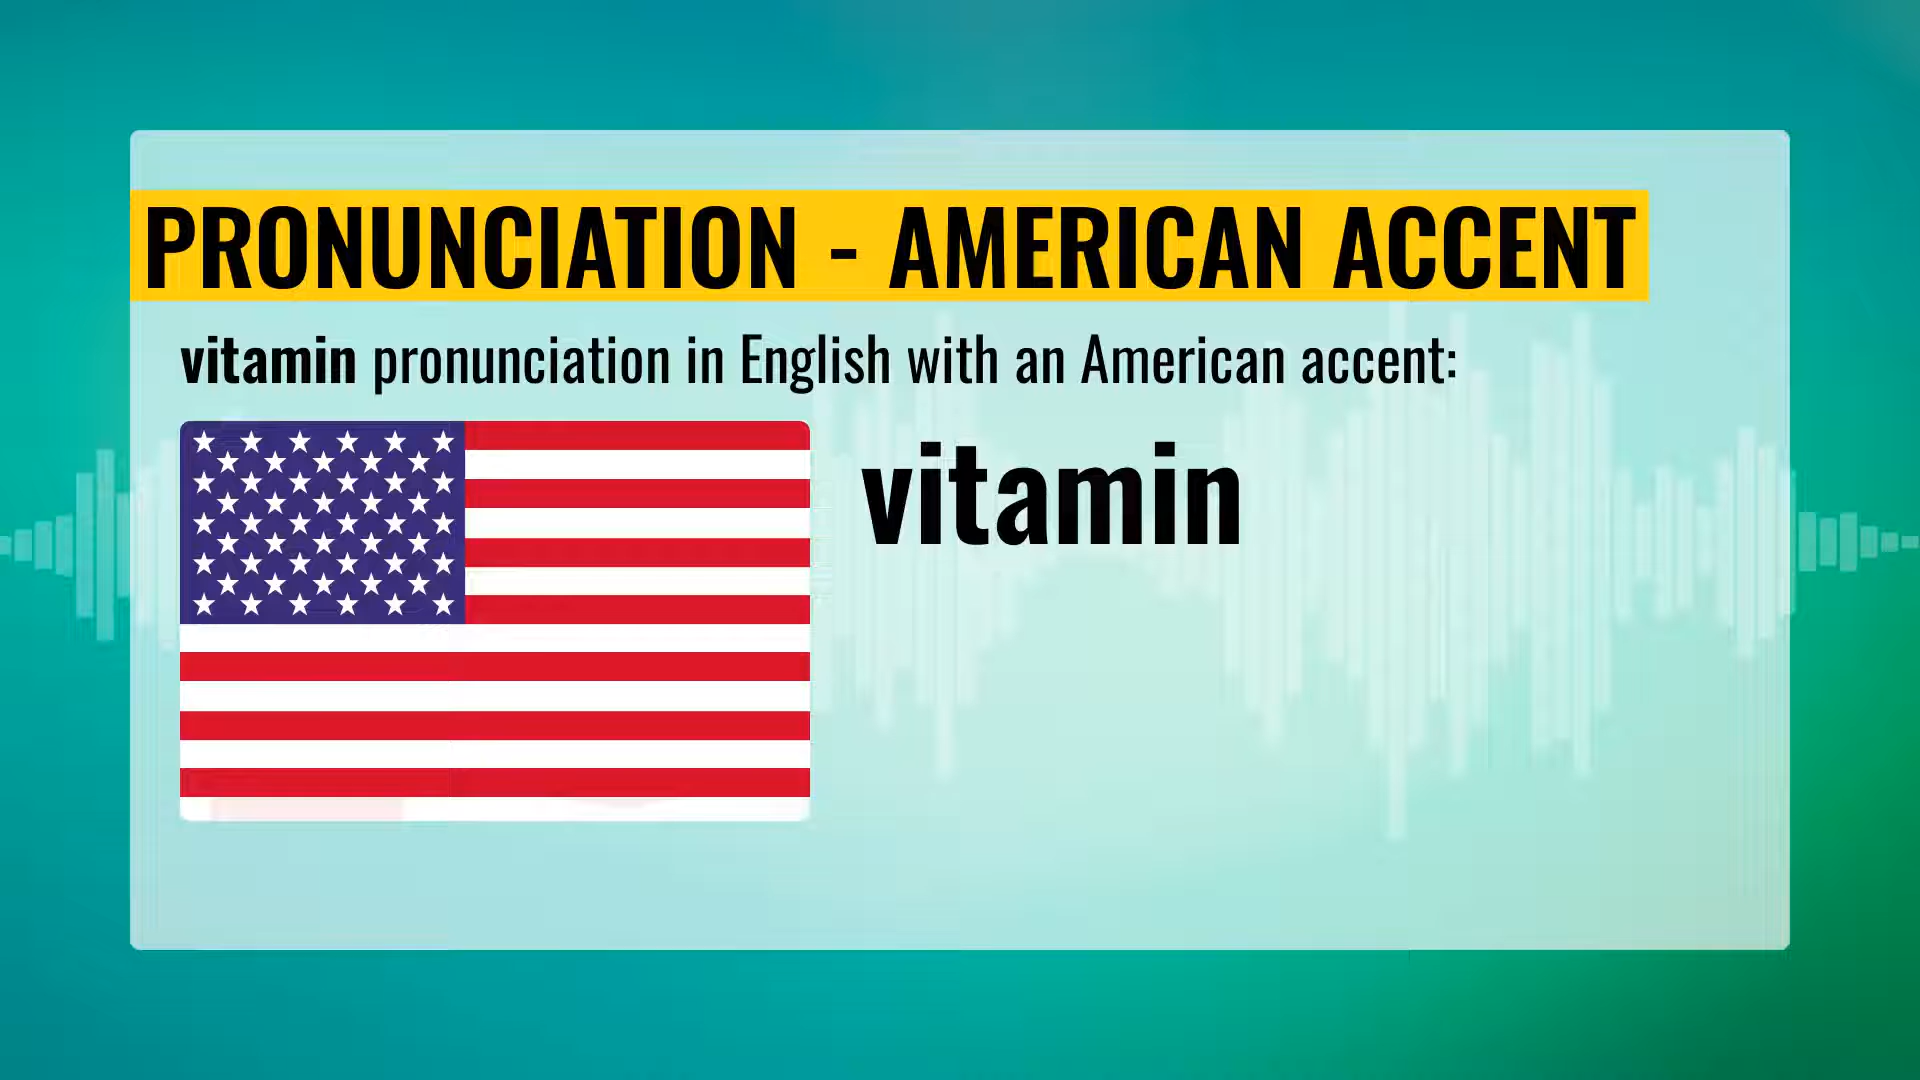 PRONUNCIATION - AMERICAN ACCENT
vitamin pronunciation in English with an American accent:
vitamin